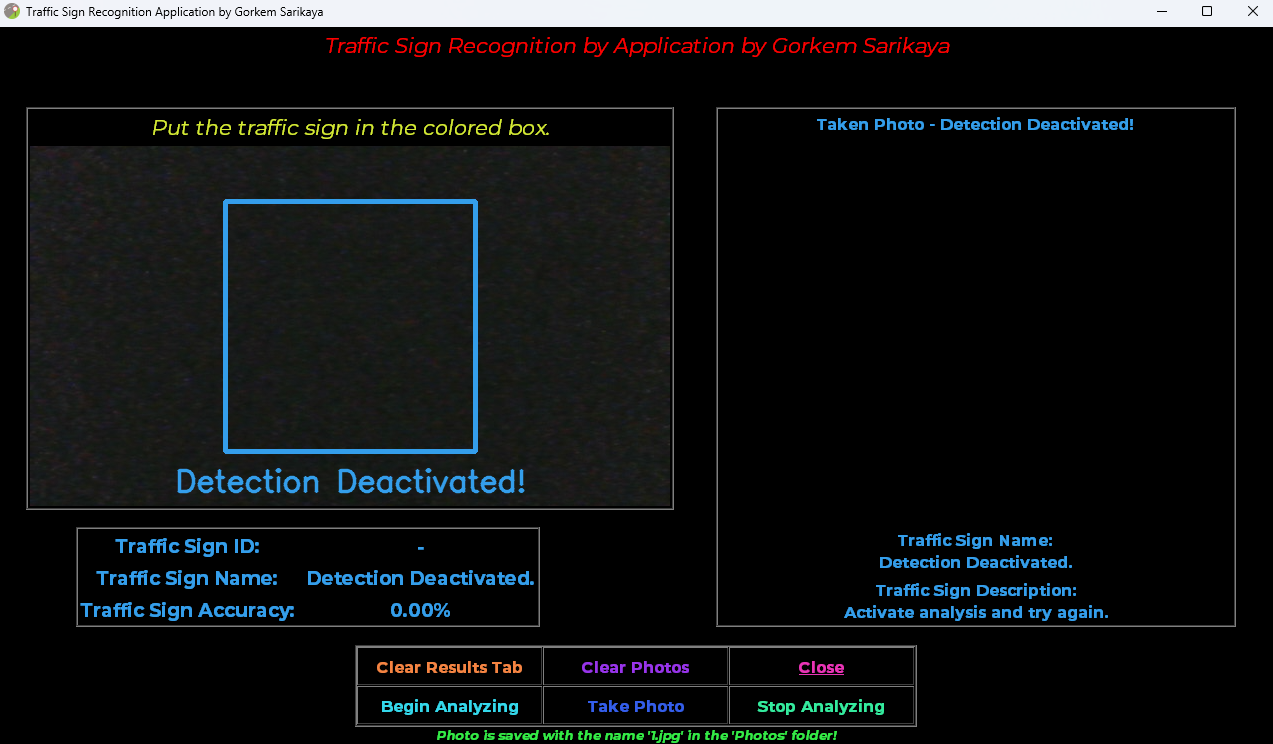 Traffic Sign Recognition Application by Gorkem Sarikaya
Traffic Sign Recognition by Application by Gorkem Sarikaya
Put the traffic sign in the colored box.
Detection Deactivated!
Traffic Sign ID: -
Traffic Sign Name: Detection Deactivated.
Traffic Sign Accuracy: 0.00%
Taken Photo - Detection Deactivated!
Traffic Sign Name:
Detection Deactivated.
Traffic Sign Description:
Activate analysis and try again.
Clear Results Tab Clear Photos Close
Begin Analyzing Take Photo Stop Analyzing
Photo is saved with the name '1.jpg' in the 'Photos' folder!